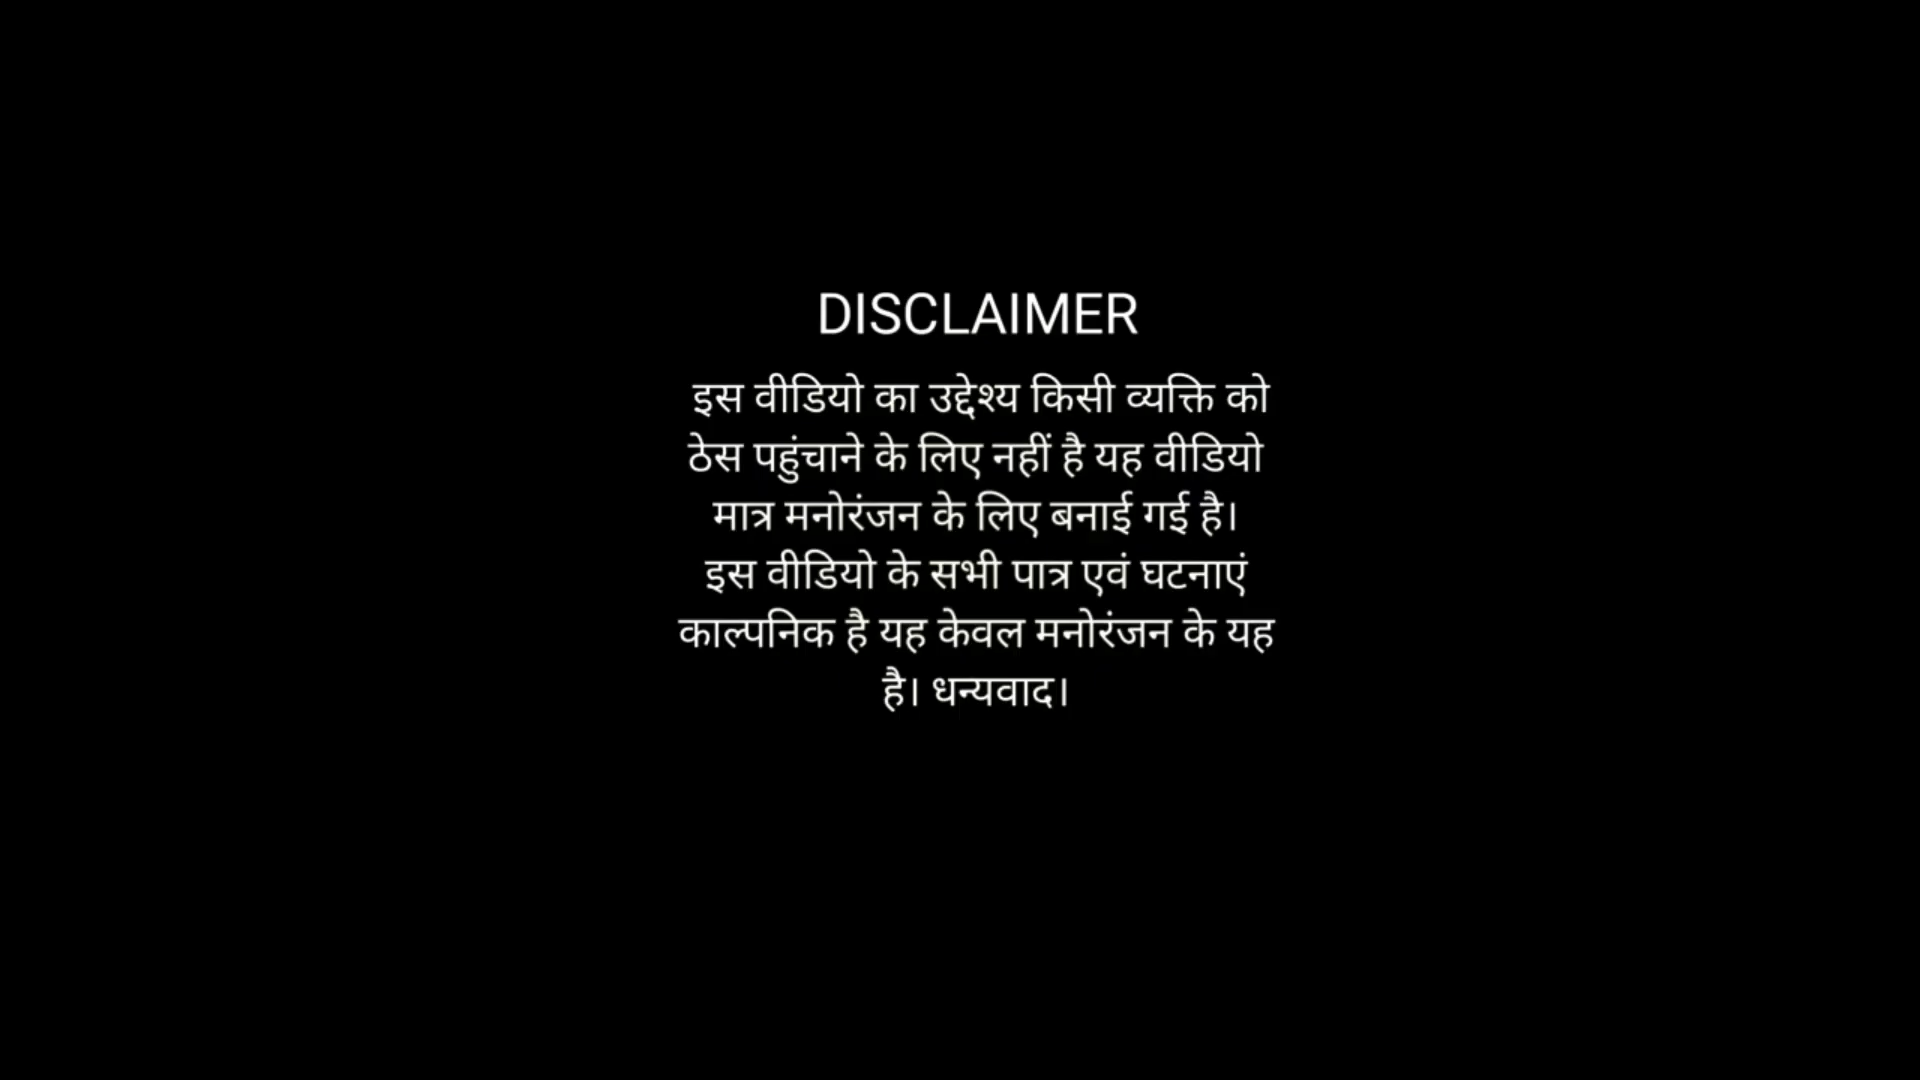 DISCLAIMER
इस वीडियो का उद्देश्य किसी व्यक्ति को
ठेस पहुंचाने के लिए नहीं है यह वीडियो
मात्र मनोरंजन के लिए बनाई गई है।
इस वीडियो के सभी पात्र एवं घटनाएं
काल्पनिक है यह केवल मनोरंजन के यह
है। धन्यवाद।